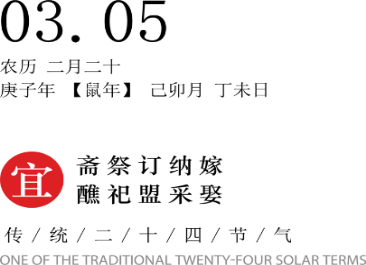 03. 05
农历 二月二十
庚子年 【鼠年】 己卯月 丁未日
宜
斋祭订纳嫁
醮祀盟采娶
传 / 统 / 二 / 十 / 四 / 节 / 气
ONE OF THE TRADITIONAL TWENTY-FOUR SOLAR TERMS